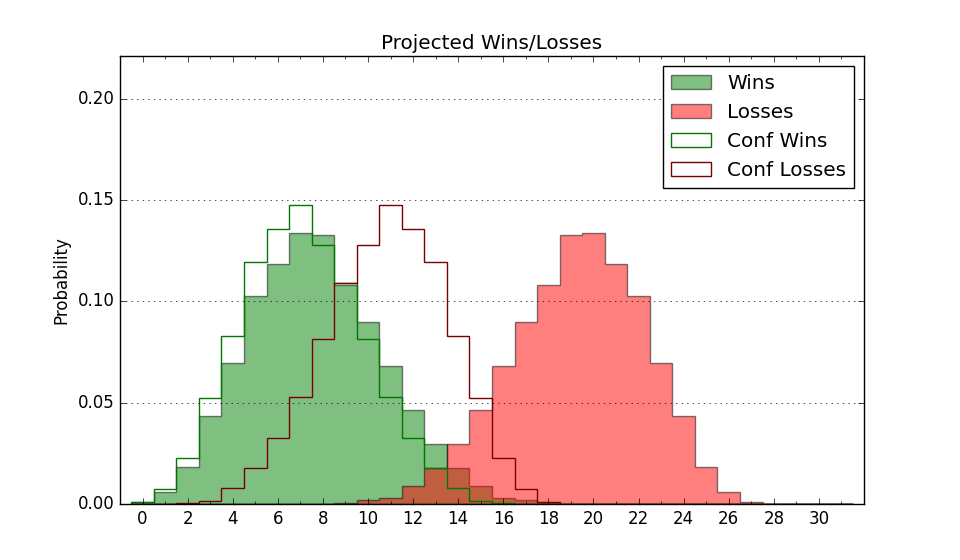 Projected Wins/Losses
Wins
Losses
Conf Wins
Conf Losses
Probability
0.20
0.15
0.10
0.05
0.00
0 2 4 6 8 10 12 14 16 18 20 22 24 26 28 30